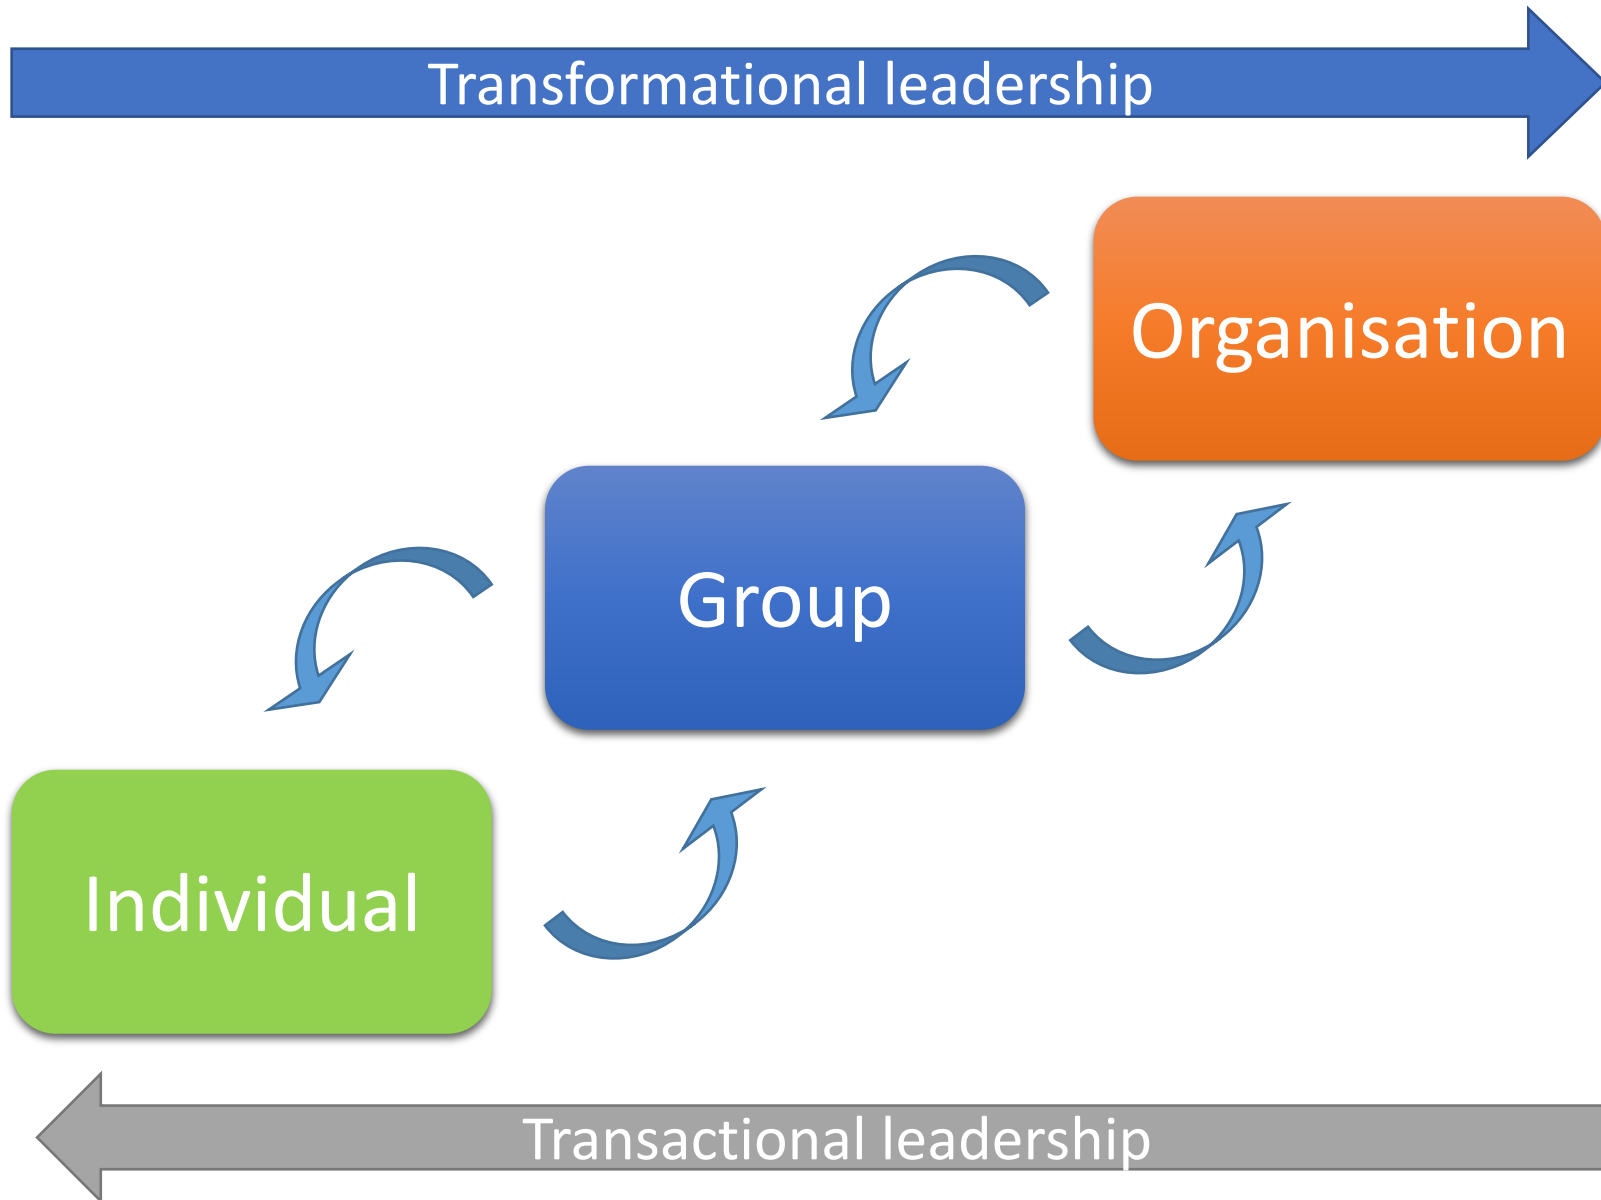 Transformational leadership
Organisation
Group
Individual
Transactional leadership